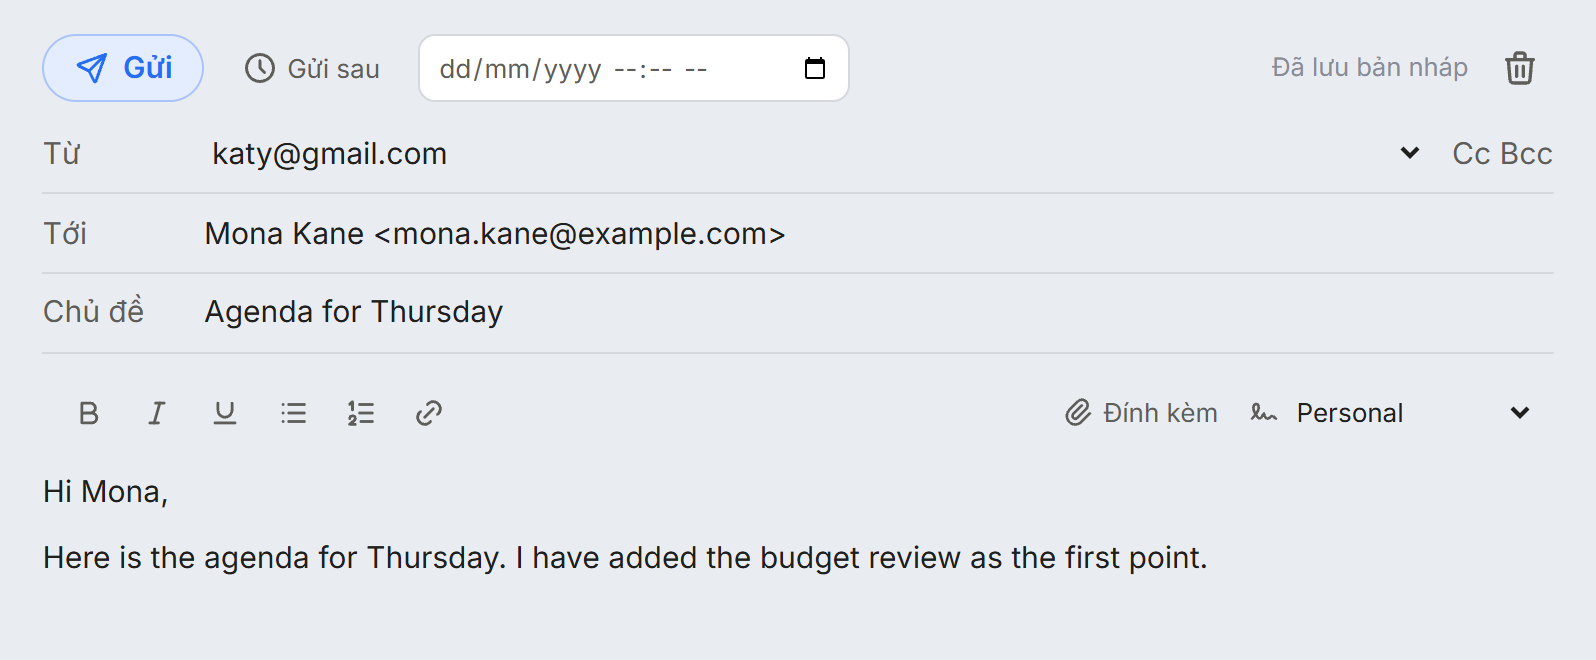 Gửi Gửi sau dd/mm/yyyy --:-- -- Đã lưu bản nháp
Từ katy@gmail.com Cc Bcc
Tới Mona Kane <mona.kane@example.com>
Chủ đề Agenda for Thursday
Đính kèm Personal
Hi Mona,
Here is the agenda for Thursday. I have added the budget review as the first point.